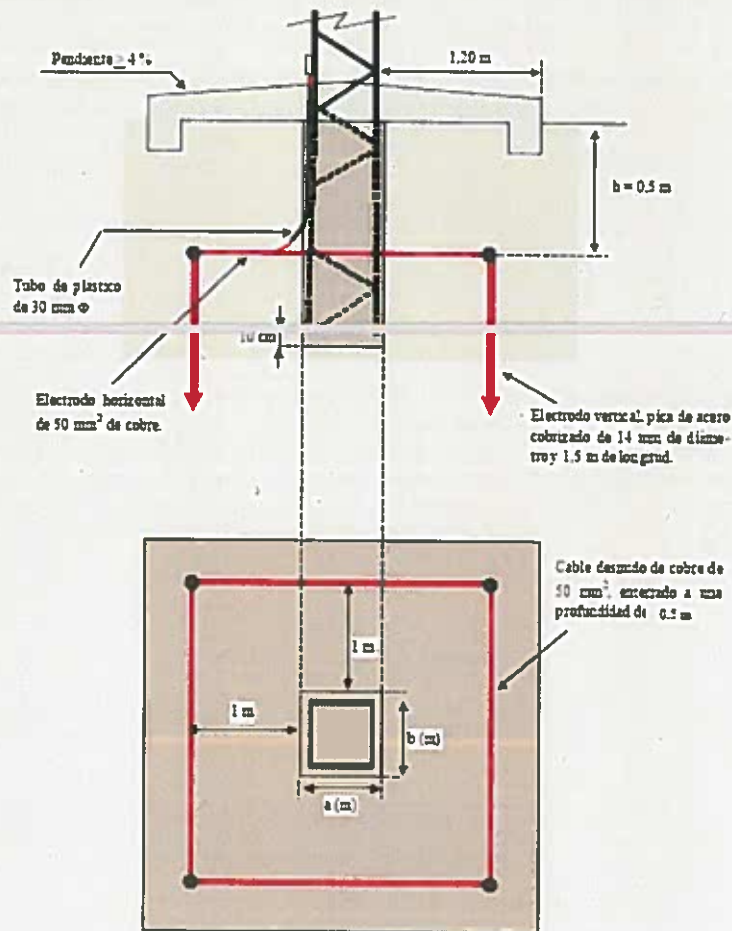 Pendiente ≥ 4 %
1,20 m
h = 0,5 m
Tubo de plastico
de 30 mm Φ
10 cm
Electrodo horizontal
de 50 mm² de cobre.
Electrodo vertical, pica de acero
cobrizado de 14 mm de diáme-
tro y 1,5 m de longitud.
Cable desnudo de cobre de
50 mm², enterrado a una
profundidad de 0.5 m
1 m
1 m
b (m)
a (m)